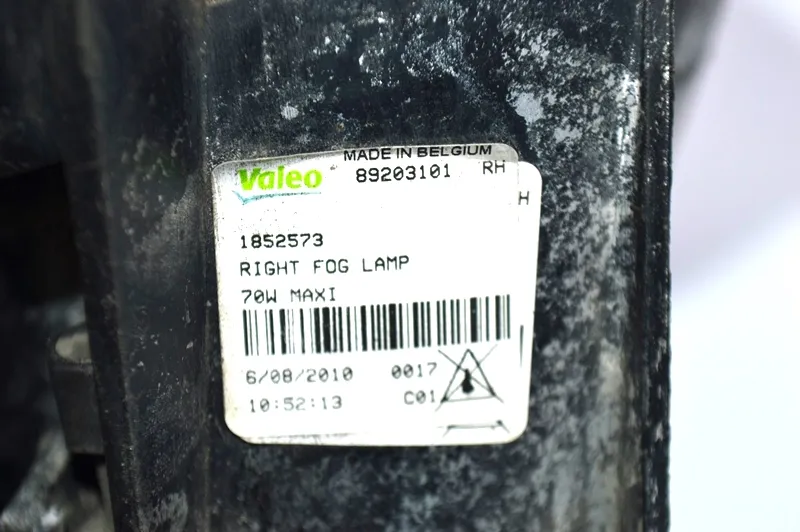 MADE IN BELGIUM
Valeo 89203101 RH
H
1852573
RIGHT FOG LAMP
70W MAXI
6/08/2010 0017
10:52:13 C01